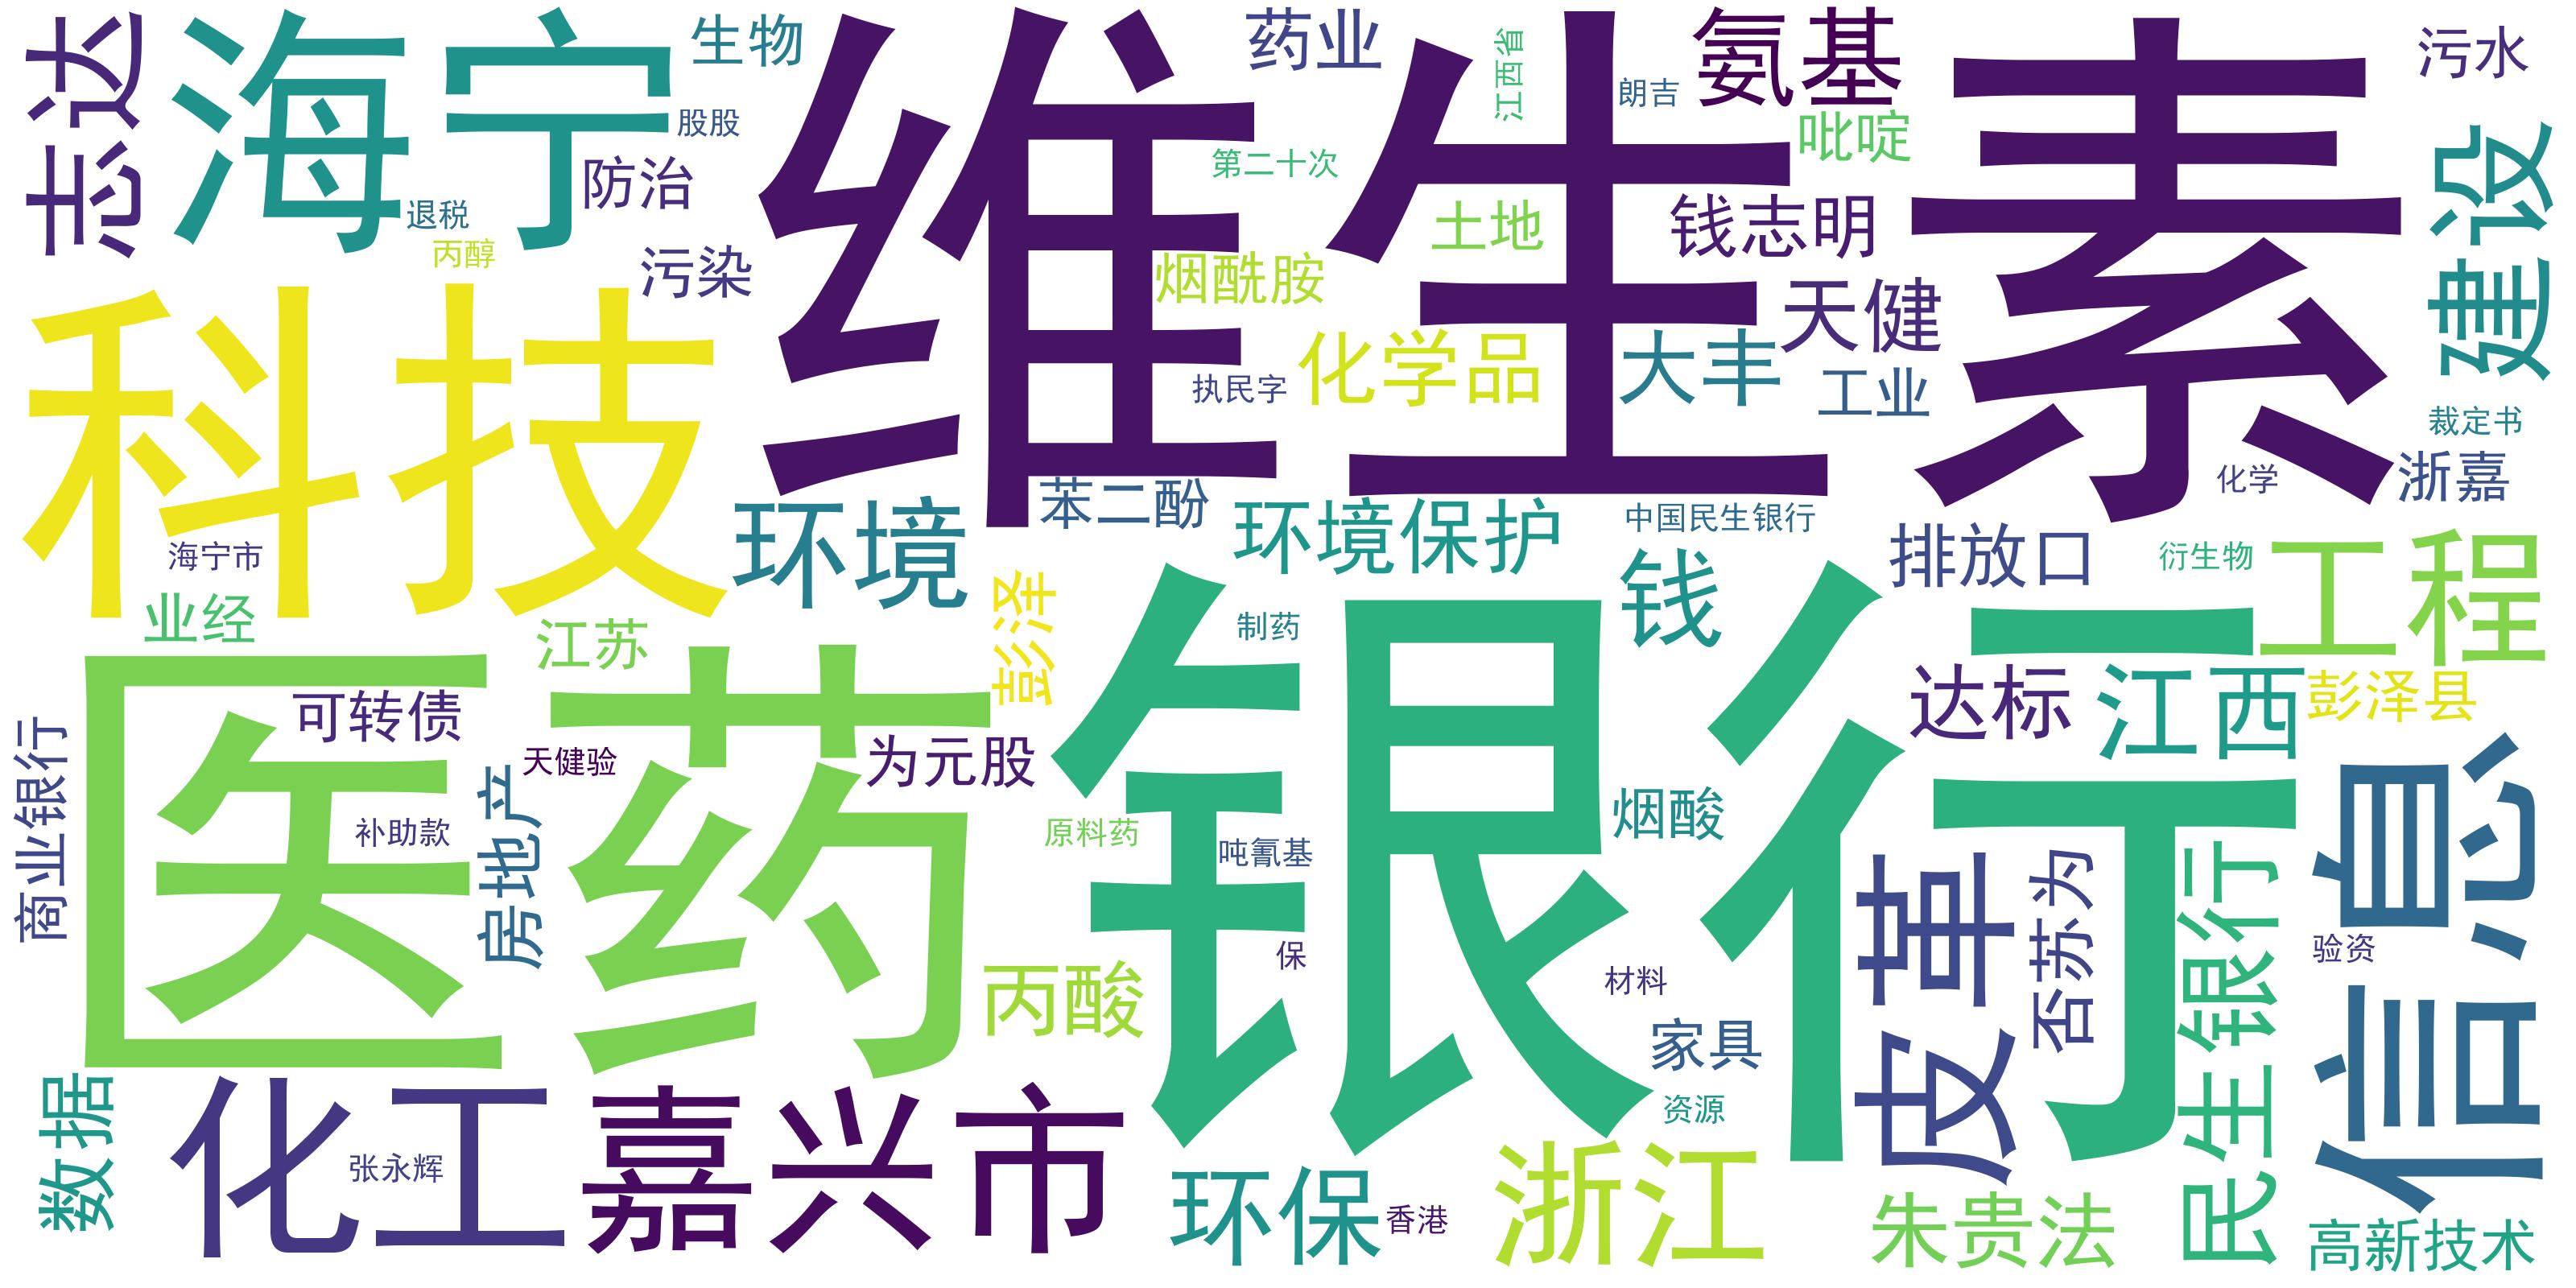 志达
海宁
生物
股股
防治
退税
丙醇
污染
维生素
药业
江西省
朗吉
氨基
吡啶
污水
第二十次
土地
钱志明
建设
烟酰胺
天健
化学品
大丰
工业
执民字
裁定书
科技
海宁市
环境
苯二酚
环境保护
中国民生银行
化学
浙嘉
排放口
衍生物
工程
业经
江苏
彭泽
制药
钱
银行
达标
江西
彭泽县
医药
可转债
天健验
为元股
商业银行
补助款
房地产
原料药
吨氰基
烟酸
皮革
否苏为
民生银行
信息
验资
保
材料
丙酸
家具
资源
数据
化工
张永辉
嘉兴市
环保
香港
浙江
朱贵法
高新技术